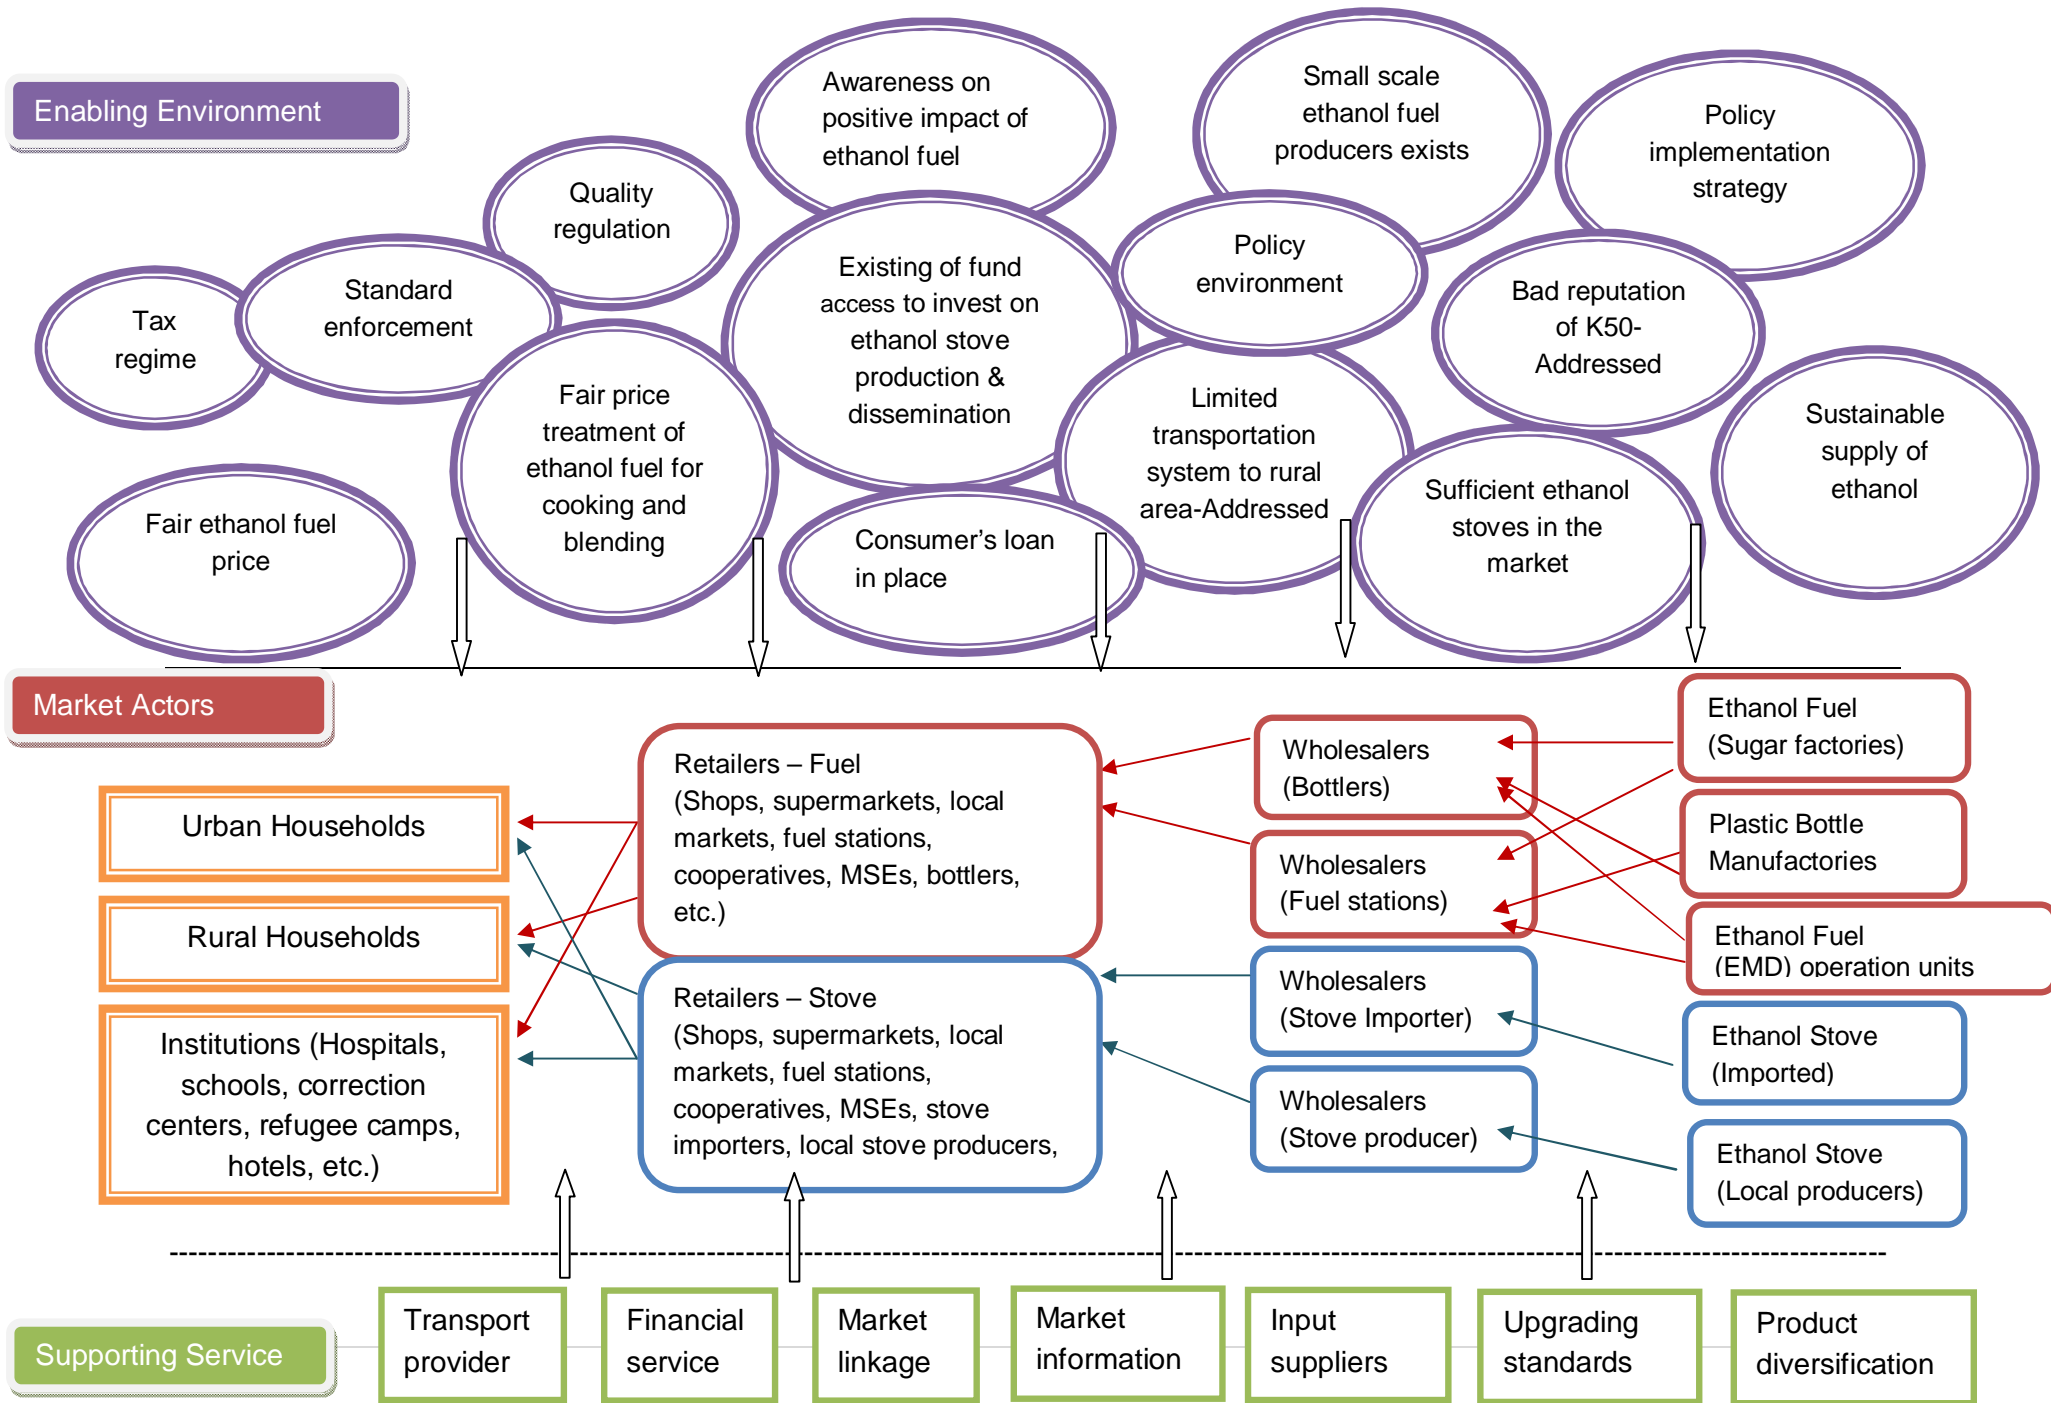 Enabling Environment
Awareness on
positive impact of
ethanol fuel
Small scale
ethanol fuel
producers exists
Policy
implementation
strategy
Quality
regulation
Standard
enforcement
Tax
regime
Existing of fund
access to invest on
ethanol stove
production &
dissemination
Policy
environment
Bad reputation
of K50-
Addressed
Fair price
treatment of
ethanol fuel for
cooking and
blending
Limited
transportation
system to rural
area-Addressed
Sustainable
supply of
ethanol
Fair ethanol fuel
price
Consumer’s loan
in place
Sufficient ethanol
stoves in the
market
Market Actors
Urban Households
Rural Households
Institutions (Hospitals,
schools, correction
centers, refugee camps,
hotels, etc.)
Retailers – Fuel
(Shops, supermarkets, local
markets, fuel stations,
cooperatives, MSEs, bottlers,
etc.)
Retailers – Stove
(Shops, supermarkets, local
markets, fuel stations,
cooperatives, MSEs, stove
importers, local stove producers,
Wholesalers
(Bottlers)
Wholesalers
(Fuel stations)
Wholesalers
(Stove Importer)
Wholesalers
(Stove producer)
Ethanol Fuel
(Sugar factories)
Plastic Bottle
Manufactories
Ethanol Fuel
(EMD) operation units
Ethanol Stove
(Imported)
Ethanol Stove
(Local producers)
Supporting Service
Transport
provider
Financial
service
Market
linkage
Market
information
Input
suppliers
Upgrading
standards
Product
diversification